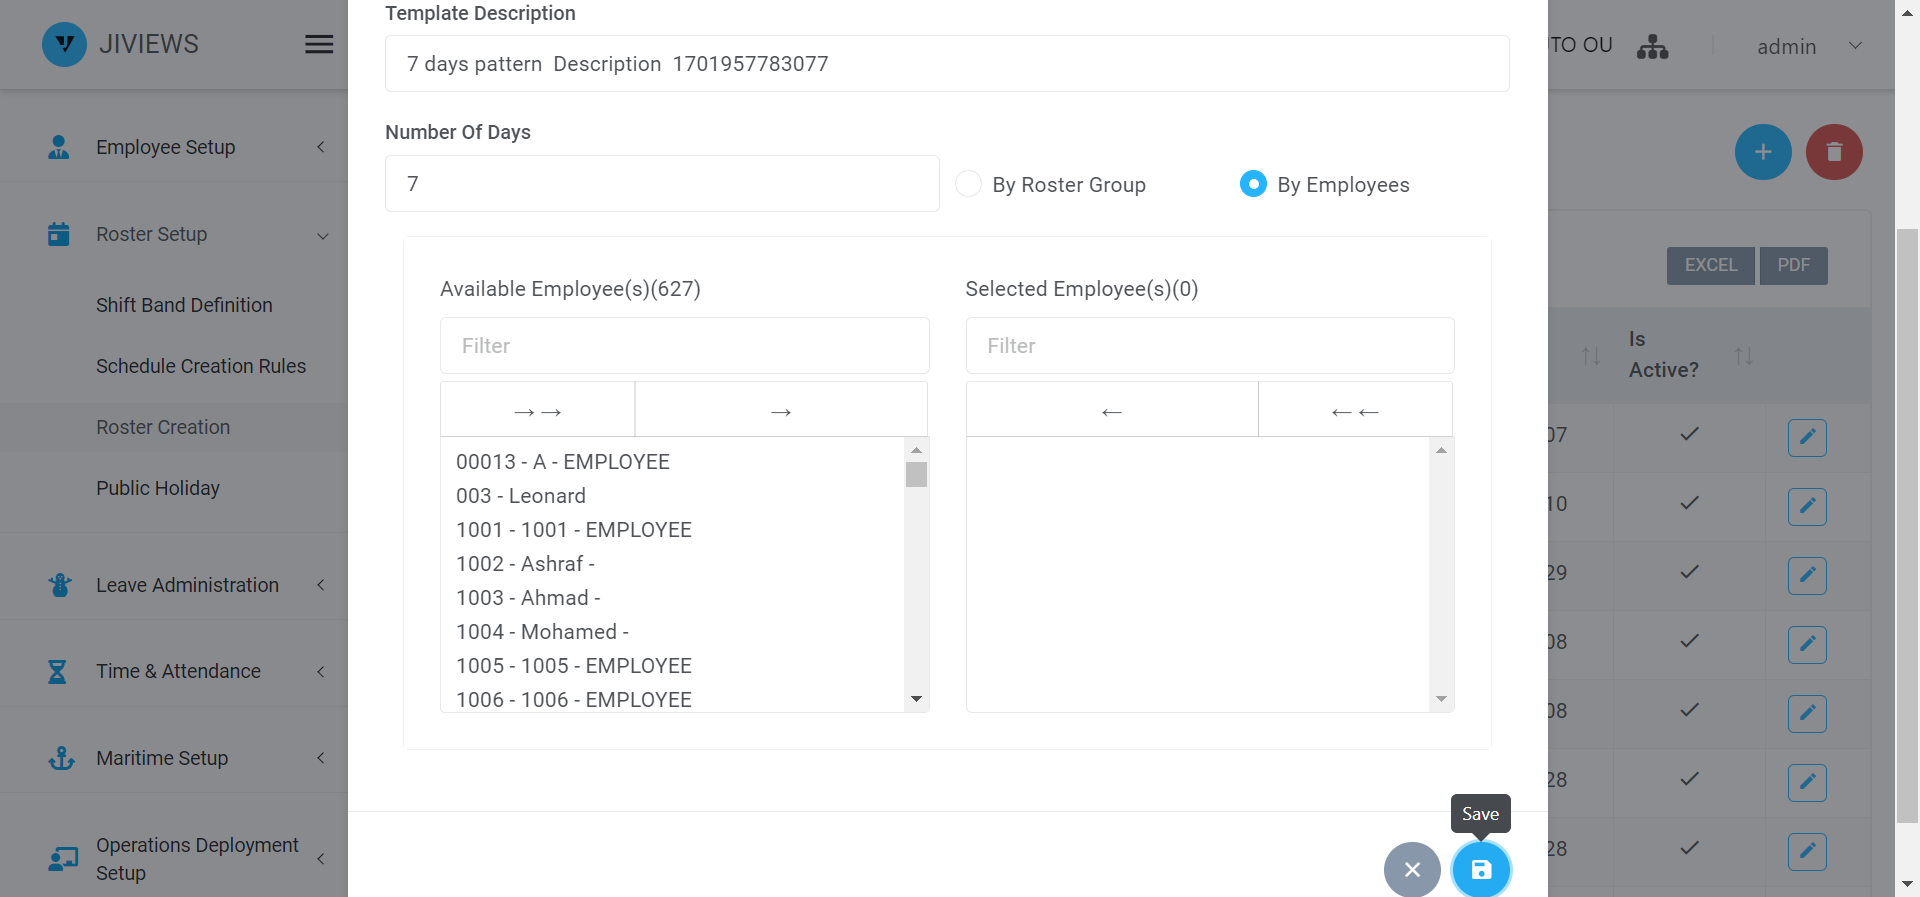 JIVIEWS
TO OU
admin
Employee Setup
Roster Setup
Shift Band Definition
Schedule Creation Rules
Roster Creation
Public Holiday
Leave Administration
Time & Attendance
Maritime Setup
Operations Deployment
Setup
Template Description
7 days pattern  Description  1701957783077
Number Of Days
7
By Roster Group
By Employees
Available Employee(s)(627)
Filter
→→
→
00013 - A - EMPLOYEE
003 - Leonard
1001 - 1001 - EMPLOYEE
1002 - Ashraf -
1003 - Ahmad -
1004 - Mohamed -
1005 - 1005 - EMPLOYEE
1006 - 1006 - EMPLOYEE
Selected Employee(s)(0)
Filter
←
←←
Save
EXCEL
PDF
Is
Active?
07
10
29
08
08
28
28